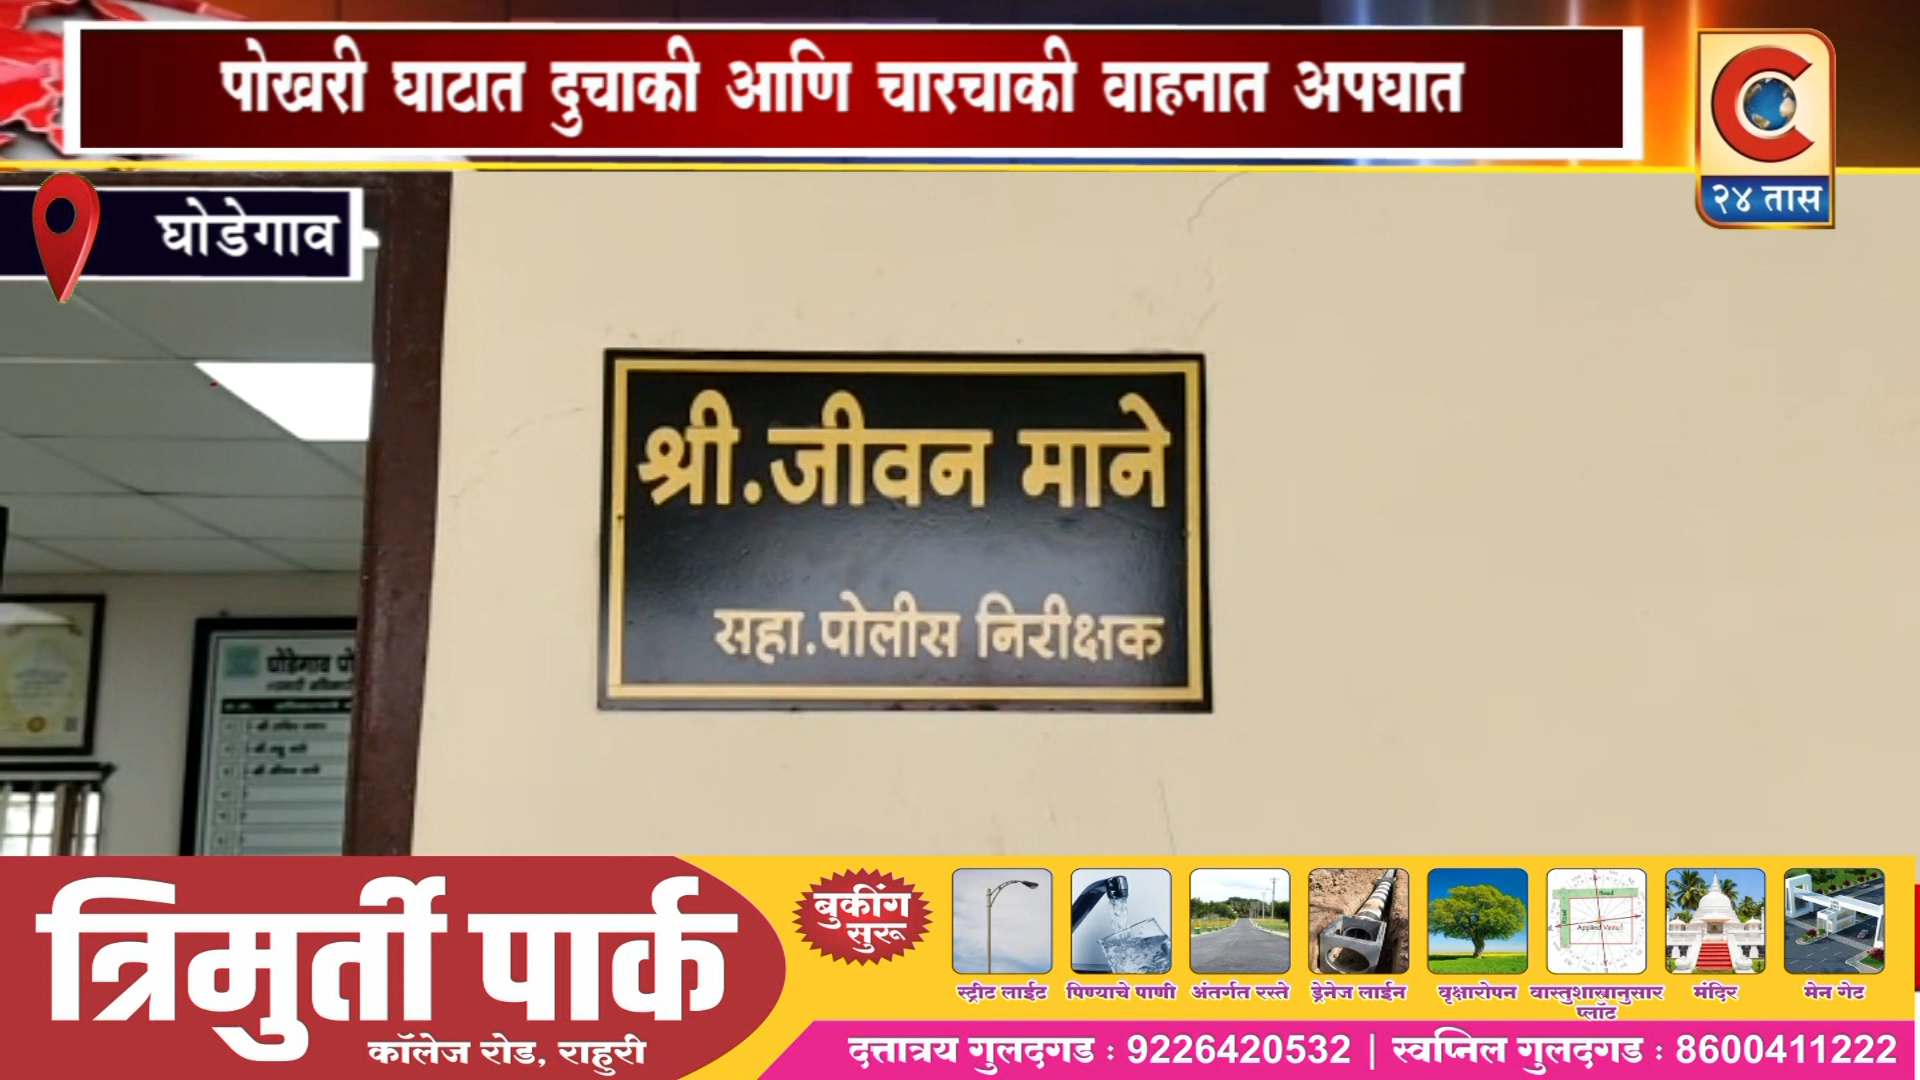 पोखरी घाटात दुचाकी आणि चारचाकी वाहनात अपघात
२४ तास
घोडेगाव
श्री.जीवन माने
सहा.पोलीस निरीक्षक
घोडेगाव पो
त्रिमुर्ती पार्क
कॉलेज रोड, राहुरी
बुकींग
सुरू
स्ट्रीट लाईट
पिण्याचे पाणी
अंतर्गत रस्ते
ड्रेनेज लाईन
वृक्षारोपन
वास्तुशास्त्रानुसार
प्लॉट
मंदिर
मेन गेट
दत्तात्रय गुलदगड : 9226420532 | स्वप्निल गुलदगड : 8600411222